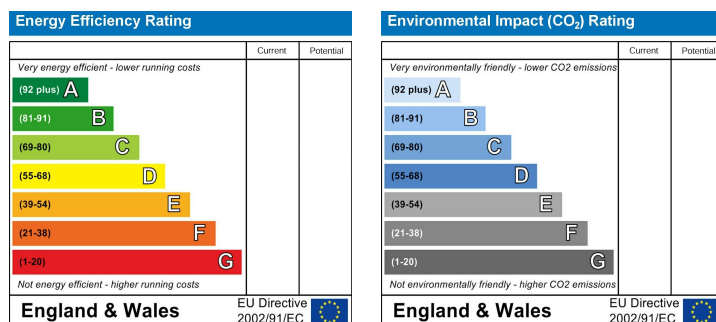 Energy Efficiency Rating
Current Potential
Very energy efficient - lower running costs
(92 plus) A
(81-91) B
(69-80) C
(55-68) D
(39-54) E
(21-38) F
(1-20) G
Not energy efficient - higher running costs
England & Wales
EU Directive
2002/91/EC
Environmental Impact (CO₂) Rating
Current Potential
Very environmentally friendly - lower CO2 emissions
(92 plus) A
(81-91) B
(69-80) C
(55-68) D
(39-54) E
(21-38) F
(1-20) G
Not environmentally friendly - higher CO2 emissions
England & Wales
EU Directive
2002/91/EC